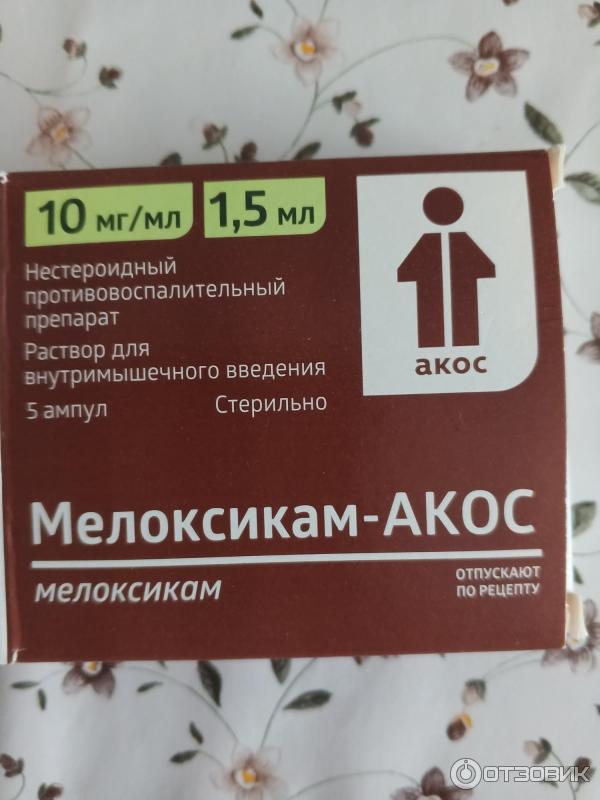 10 мг/мл 1,5 мл
Нестероидный
противовоспалительный
препарат
Раствор для
внутримышечного введения
5 ампул Стерильно
акос
Мелоксикам-АКОС
мелоксикам
ОТПУСКАЮТ
ПО РЕЦЕПТУ
ОТЗОВИК